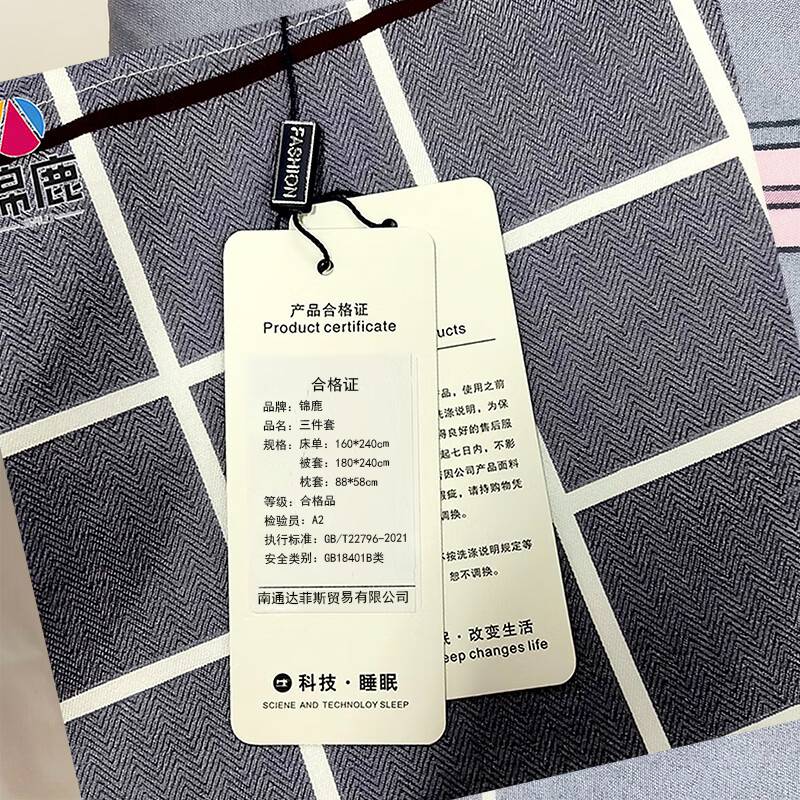 锦鹿
FASHION
产品合格证
Product certificate
合格证
品牌：锦鹿
品名：三件套
规格：床单：160*240cm
被套：180*240cm
枕套：88*58cm
等级：合格品
检验员：A2
执行标准：GB/T22796-2021
安全类别：GB18401B类
南通达菲斯贸易有限公司
科技·睡眠
SCIENE AND TECHNOLOY SLEEP
ucts
品，使用之前
洗涤说明，为保
得良好的售后服
起七日内，不影
因公司产品面料
瑕疵，请持购物凭
调换。
不按洗涤说明规定等
恕不调换。
眠·改变生活
eep changes life